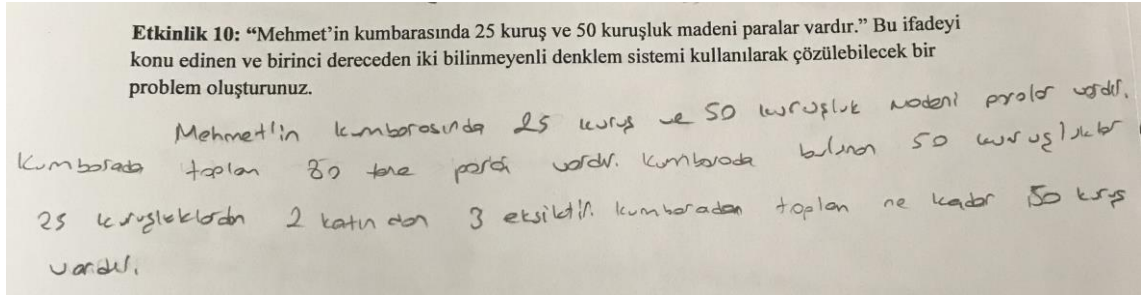 Etkinlik 10: “Mehmet’in kumbarasında 25 kuruş ve 50 kuruşluk madeni paralar vardır.” Bu ifadeyi
konu edinen ve birinci dereceden iki bilinmeyenli denklem sistemi kullanılarak çözülebilecek bir
problem oluşturunuz.
Mehmet'in kumbarasında 25 kuruş ve 50 kuruşluk madeni paralar vardır.
Kumbarada toplam 80 tane para vardır. kumbarada bulunan 50 kuruşluklar
25 kuruşluklardan 2 katından 3 eksiktir. kumbaradan toplam ne kadar 50 kuruş
vardır.